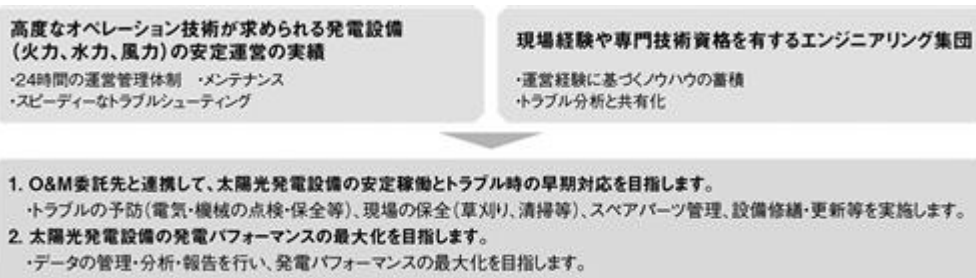 高度なオペレーション技術が求められる発電設備
(火力、水力、風力)の安定運営の実績
・24時間の運営管理体制 ・メンテナンス
・スピーディーなトラブルシューティング
現場経験や専門技術資格を有するエンジニアリング集団
・運営経験に基づくノウハウの蓄積
・トラブル分析と共有化
1. O&M委託先と連携して、太陽光発電設備の安定稼働とトラブル時の早期対応を目指します。
・トラブルの予防(電気・機械の点検・保全等)、現場の保全(草刈り、清掃等)、スペアパーツ管理、設備修繕・更新等を実施します。
2. 太陽光発電設備の発電パフォーマンスの最大化を目指します。
・データの管理・分析・報告を行い、発電パフォーマンスの最大化を目指します。